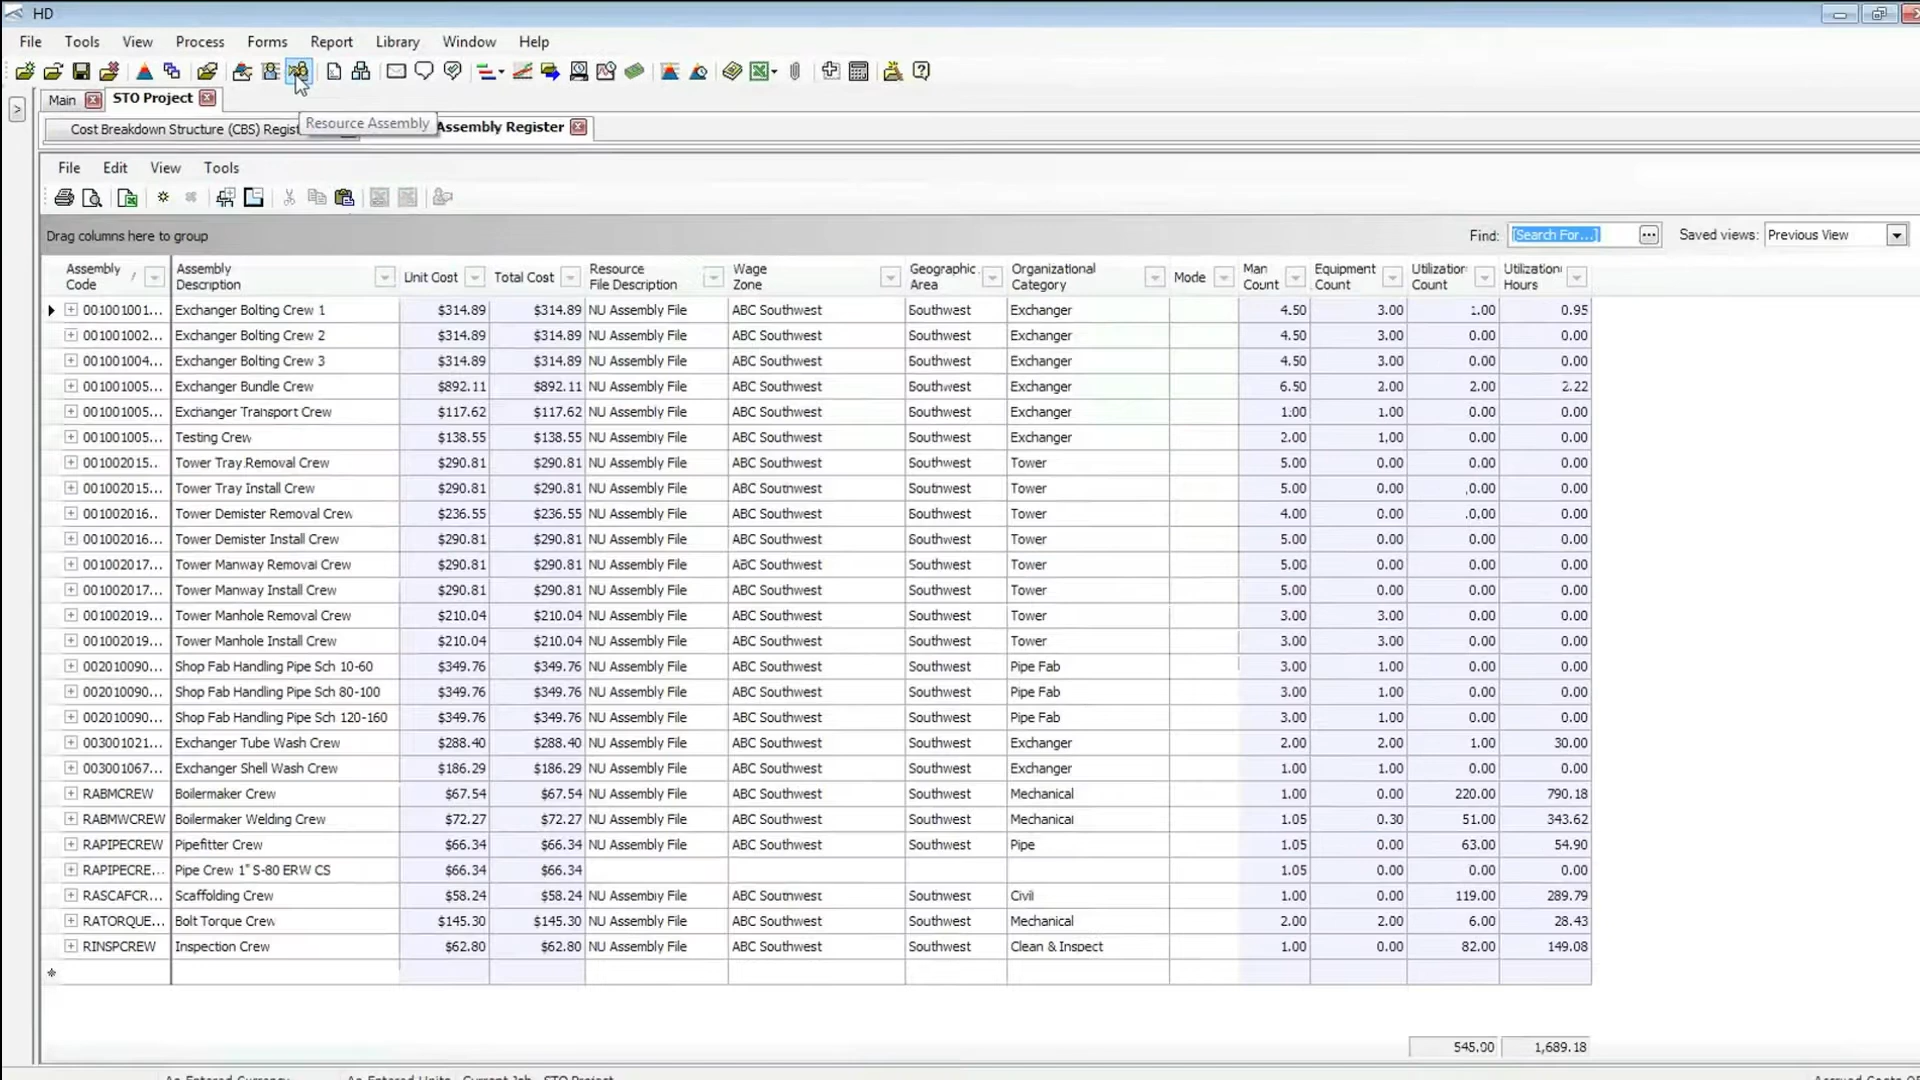 HD
File Tools View Process Forms Report Library Window Help
Main STO Project
Cost Breakdown Structure (CBS) Regist Resource Assembly Assembly Register
File Edit View Tools
Drag columns here to group Find: [Search For...] Saved views: Previous View
Assembly Code Assembly Description Unit Cost Total Cost Resource File Description Wage Zone Geographic Area Organizational Category Mode Man Count Equipment Count Utilization Count Utilization Hours
001001001... Exchanger Bolting Crew 1 $314.89 $314.89 NU Assembly File ABC Southwest Southwest Exchanger 4.50 3.00 1.00 0.95
001001002... Exchanger Bolting Crew 2 $314.89 $314.89 NU Assembly File ABC Southwest Southwest Exchanger 4.50 3.00 0.00 0.00
001001004... Exchanger Bolting Crew 3 $314.89 $314.89 NU Assembly File ABC Southwest Southwest Exchanger 4.50 3.00 0.00 0.00
001001005... Exchanger Bundle Crew $892.11 $892.11 NU Assembly File ABC Southwest Southwest Exchanger 6.50 2.00 2.00 2.22
001001005... Exchanger Transport Crew $117.62 $117.62 NU Assembly File ABC Southwest Southwest Exchanger 1.00 1.00 0.00 0.00
001001005... Testing Crew $138.55 $138.55 NU Assembly File ABC Southwest Southwest Exchanger 2.00 1.00 0.00 0.00
001002015... Tower Tray Removal Crew $290.81 $290.81 NU Assembly File ABC Southwest Southwest Tower 5.00 0.00 0.00 0.00
001002015... Tower Tray Install Crew $290.81 $290.81 NU Assembly File ABC Southwest Southwest Tower 5.00 0.00 0.00 0.00
001002016... Tower Demister Removal Crew $236.55 $236.55 NU Assembly File ABC Southwest Southwest Tower 4.00 0.00 0.00 0.00
001002016... Tower Demister Install Crew $290.81 $290.81 NU Assembly File ABC Southwest Southwest Tower 5.00 0.00 0.00 0.00
001002017... Tower Manway Removal Crew $290.81 $290.81 NU Assembly File ABC Southwest Southwest Tower 5.00 0.00 0.00 0.00
001002017... Tower Manway Install Crew $290.81 $290.81 NU Assembly File ABC Southwest Southwest Tower 5.00 0.00 0.00 0.00
001002019... Tower Manhole Removal Crew $210.04 $210.04 NU Assembly File ABC Southwest Southwest Tower 3.00 3.00 0.00 0.00
001002019... Tower Manhole Install Crew $210.04 $210.04 NU Assembly File ABC Southwest Southwest Tower 3.00 3.00 0.00 0.00
002010090... Shop Fab Handling Pipe Sch 10-60 $349.76 $349.76 NU Assembly File ABC Southwest Southwest Pipe Fab 3.00 1.00 0.00 0.00
002010090... Shop Fab Handling Pipe Sch 80-100 $349.76 $349.76 NU Assembly File ABC Southwest Southwest Pipe Fab 3.00 1.00 0.00 0.00
002010090... Shop Fab Handling Pipe Sch 120-160 $349.76 $349.76 NU Assembly File ABC Southwest Southwest Pipe Fab 3.00 1.00 0.00 0.00
003001021... Exchanger Tube Wash Crew $288.40 $288.40 NU Assembly File ABC Southwest Southwest Exchanger 2.00 2.00 1.00 30.00
003001067... Exchanger Shell Wash Crew $186.29 $186.29 NU Assembly File ABC Southwest Southwest Exchanger 1.00 1.00 0.00 0.00
RABMCREW Boilermaker Crew $67.54 $67.54 NU Assembly File ABC Southwest Southwest Mechanical 1.00 0.00 220.00 790.18
RABMWCREW Boilermaker Welding Crew $72.27 $72.27 NU Assembly File ABC Southwest Southwest Mechanical 1.05 0.30 51.00 343.62
RAPIPECREW Pipefitter Crew $66.34 $66.34 NU Assembly File ABC Southwest Southwest Pipe 1.05 0.00 63.00 54.90
RAPIPECRE... Pipe Crew 1" S-80 ERW CS $66.34 $66.34 1.05 0.00 0.00 0.00
RASCAFCR... Scaffolding Crew $58.24 $58.24 NU Assembly File ABC Southwest Southwest Civil 1.00 0.00 119.00 289.79
RATORQUE... Bolt Torque Crew $145.30 $145.30 NU Assembly File ABC Southwest Southwest Mechanical 2.00 2.00 6.00 28.43
RINSPCREW Inspection Crew $62.80 $62.80 NU Assembly File ABC Southwest Southwest Clean & Inspect 1.00 0.00 82.00 149.08
545.00 1,689.18